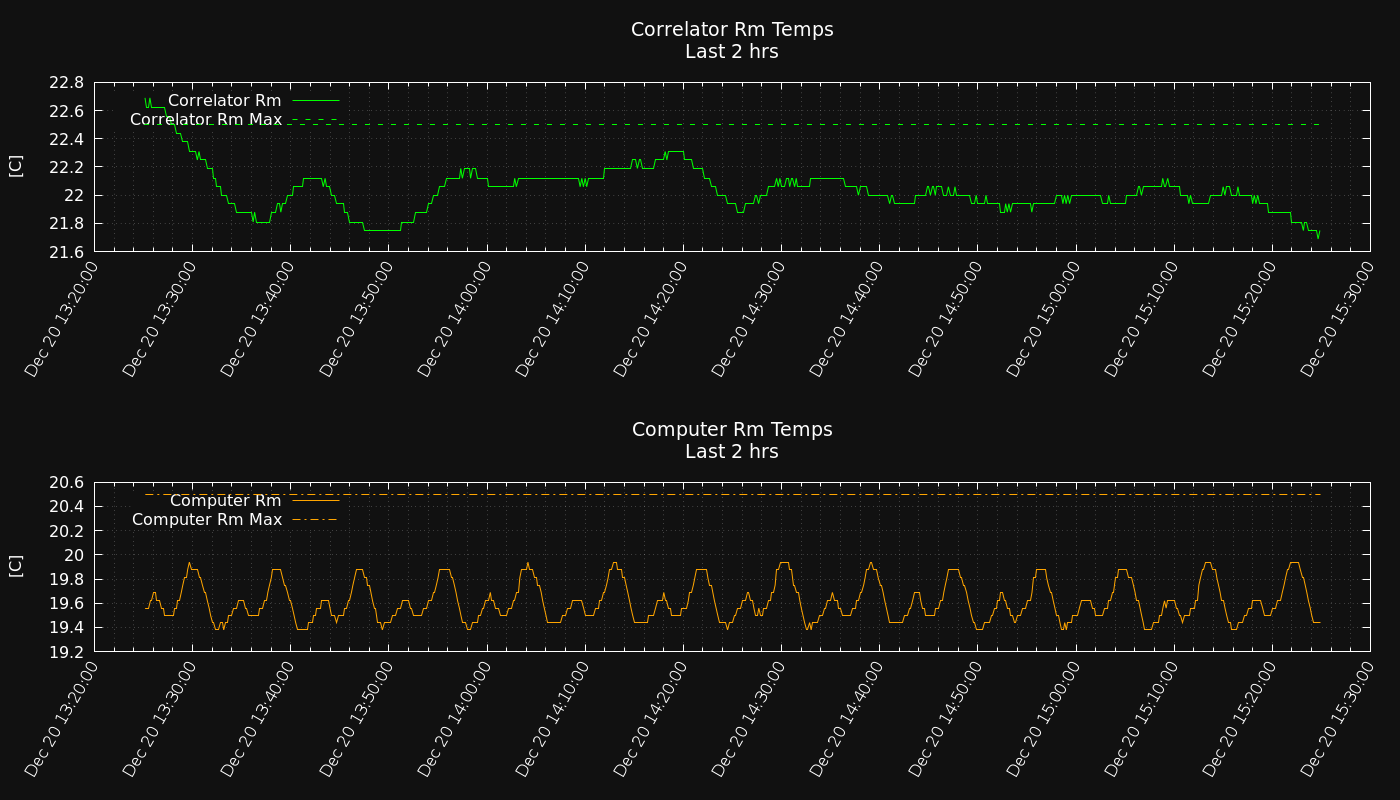 Correlator Rm Temps
Last 2 hrs
22.8
22.6
22.4
22.2
22
21.8
21.6
[C]
Correlator Rm
Correlator Rm Max
Dec 20 13:20:00
Dec 20 13:30:00
Dec 20 13:40:00
Dec 20 13:50:00
Dec 20 14:00:00
Dec 20 14:10:00
Dec 20 14:20:00
Dec 20 14:30:00
Dec 20 14:40:00
Dec 20 14:50:00
Dec 20 15:00:00
Dec 20 15:10:00
Dec 20 15:20:00
Dec 20 15:30:00
Computer Rm Temps
Last 2 hrs
20.6
20.4
20.2
20
19.8
19.6
19.4
19.2
[C]
Computer Rm
Computer Rm Max
Dec 20 13:20:00
Dec 20 13:30:00
Dec 20 13:40:00
Dec 20 13:50:00
Dec 20 14:00:00
Dec 20 14:10:00
Dec 20 14:20:00
Dec 20 14:30:00
Dec 20 14:40:00
Dec 20 14:50:00
Dec 20 15:00:00
Dec 20 15:10:00
Dec 20 15:20:00
Dec 20 15:30:00